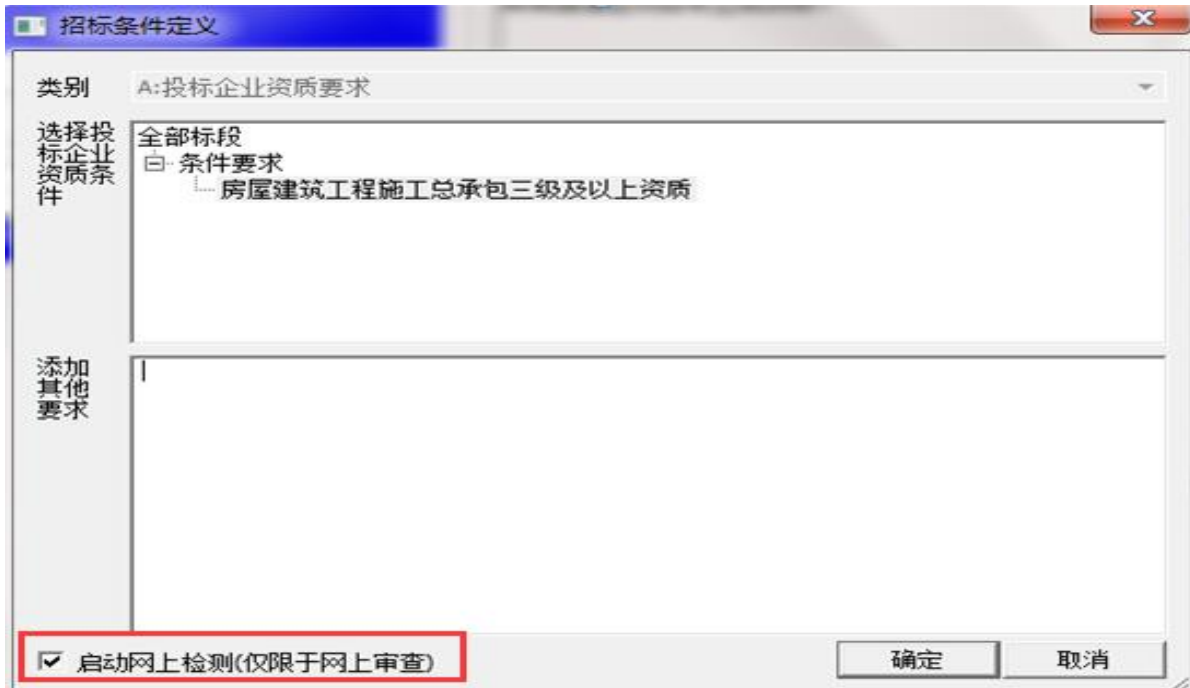 招标条件定义
类别
A:投标企业资质要求
选择投
标企业
资质条
件
全部标段
条件要求
房屋建筑工程施工总承包三级及以上资质
添加
其他
要求
启动网上检测(仅限于网上审查)
确定
取消